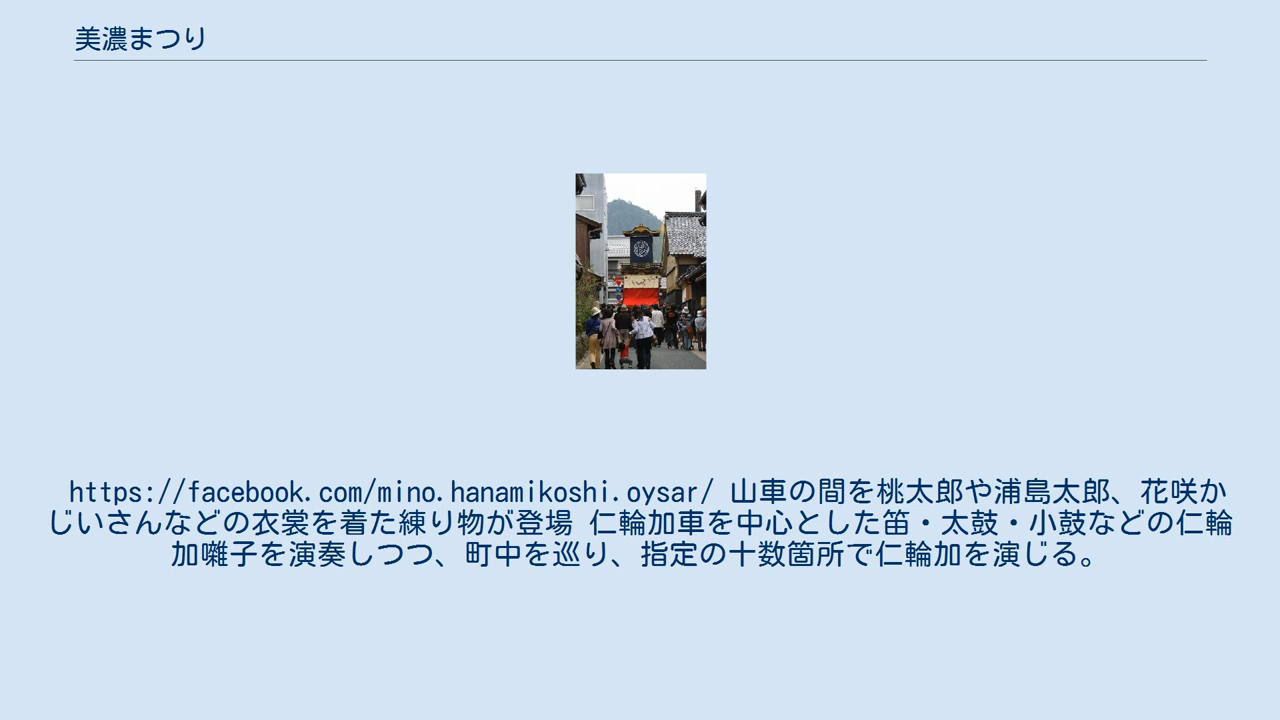 美濃まつり
https://facebook.com/mino.hanamikoshi.oysar/ 山車の間を桃太郎や浦島太郎、花咲か
じいさんなどの衣裳を着た練り物が登場 仁輪加車を中心とした笛・太鼓・小鼓などの仁輪
加囃子を演奏しつつ、町中を巡り、指定の十数箇所で仁輪加を演じる。